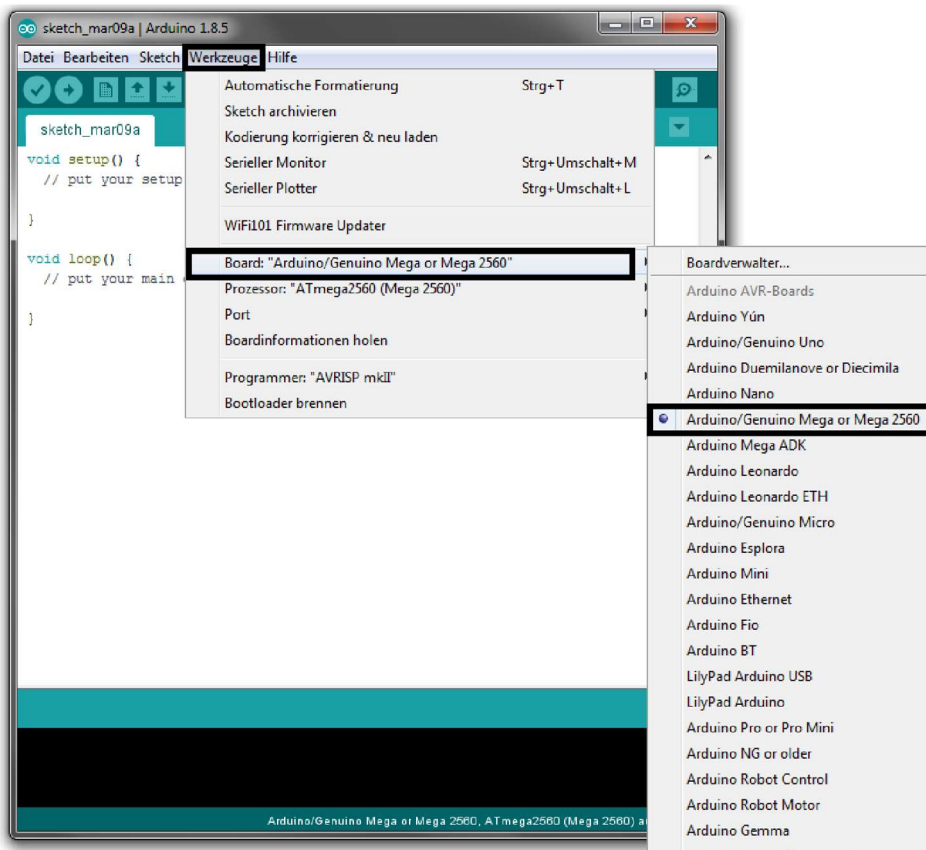 sketch_mar09a | Arduino 1.8.5
Datei Bearbeiten Sketch Werkzeuge Hilfe
sketch_mar09a
void setup() {
// put your setup
}
void loop() {
// put your main
}
Automatische Formatierung Strg+T
Sketch archivieren
Kodierung korrigieren & neu laden
Serieller Monitor Strg+Umschalt+M
Serieller Plotter Strg+Umschalt+L
WiFi101 Firmware Updater
Board: "Arduino/Genuino Mega or Mega 2560"
Prozessor: "ATmega2560 (Mega 2560)"
Port
Boardinformationen holen
Programmer: "AVRISP mkII"
Bootloader brennen
Boardverwalter...
Arduino AVR-Boards
Arduino Yún
Arduino/Genuino Uno
Arduino Duemilanove or Diecimila
Arduino Nano
Arduino/Genuino Mega or Mega 2560
Arduino Mega ADK
Arduino Leonardo
Arduino Leonardo ETH
Arduino/Genuino Micro
Arduino Esplora
Arduino Mini
Arduino Ethernet
Arduino Fio
Arduino BT
LilyPad Arduino USB
LilyPad Arduino
Arduino Pro or Pro Mini
Arduino NG or older
Arduino Robot Control
Arduino Robot Motor
Arduino Gemma
Arduino/Genuino Mega or Mega 2560, ATmega2560 (Mega 2560) a